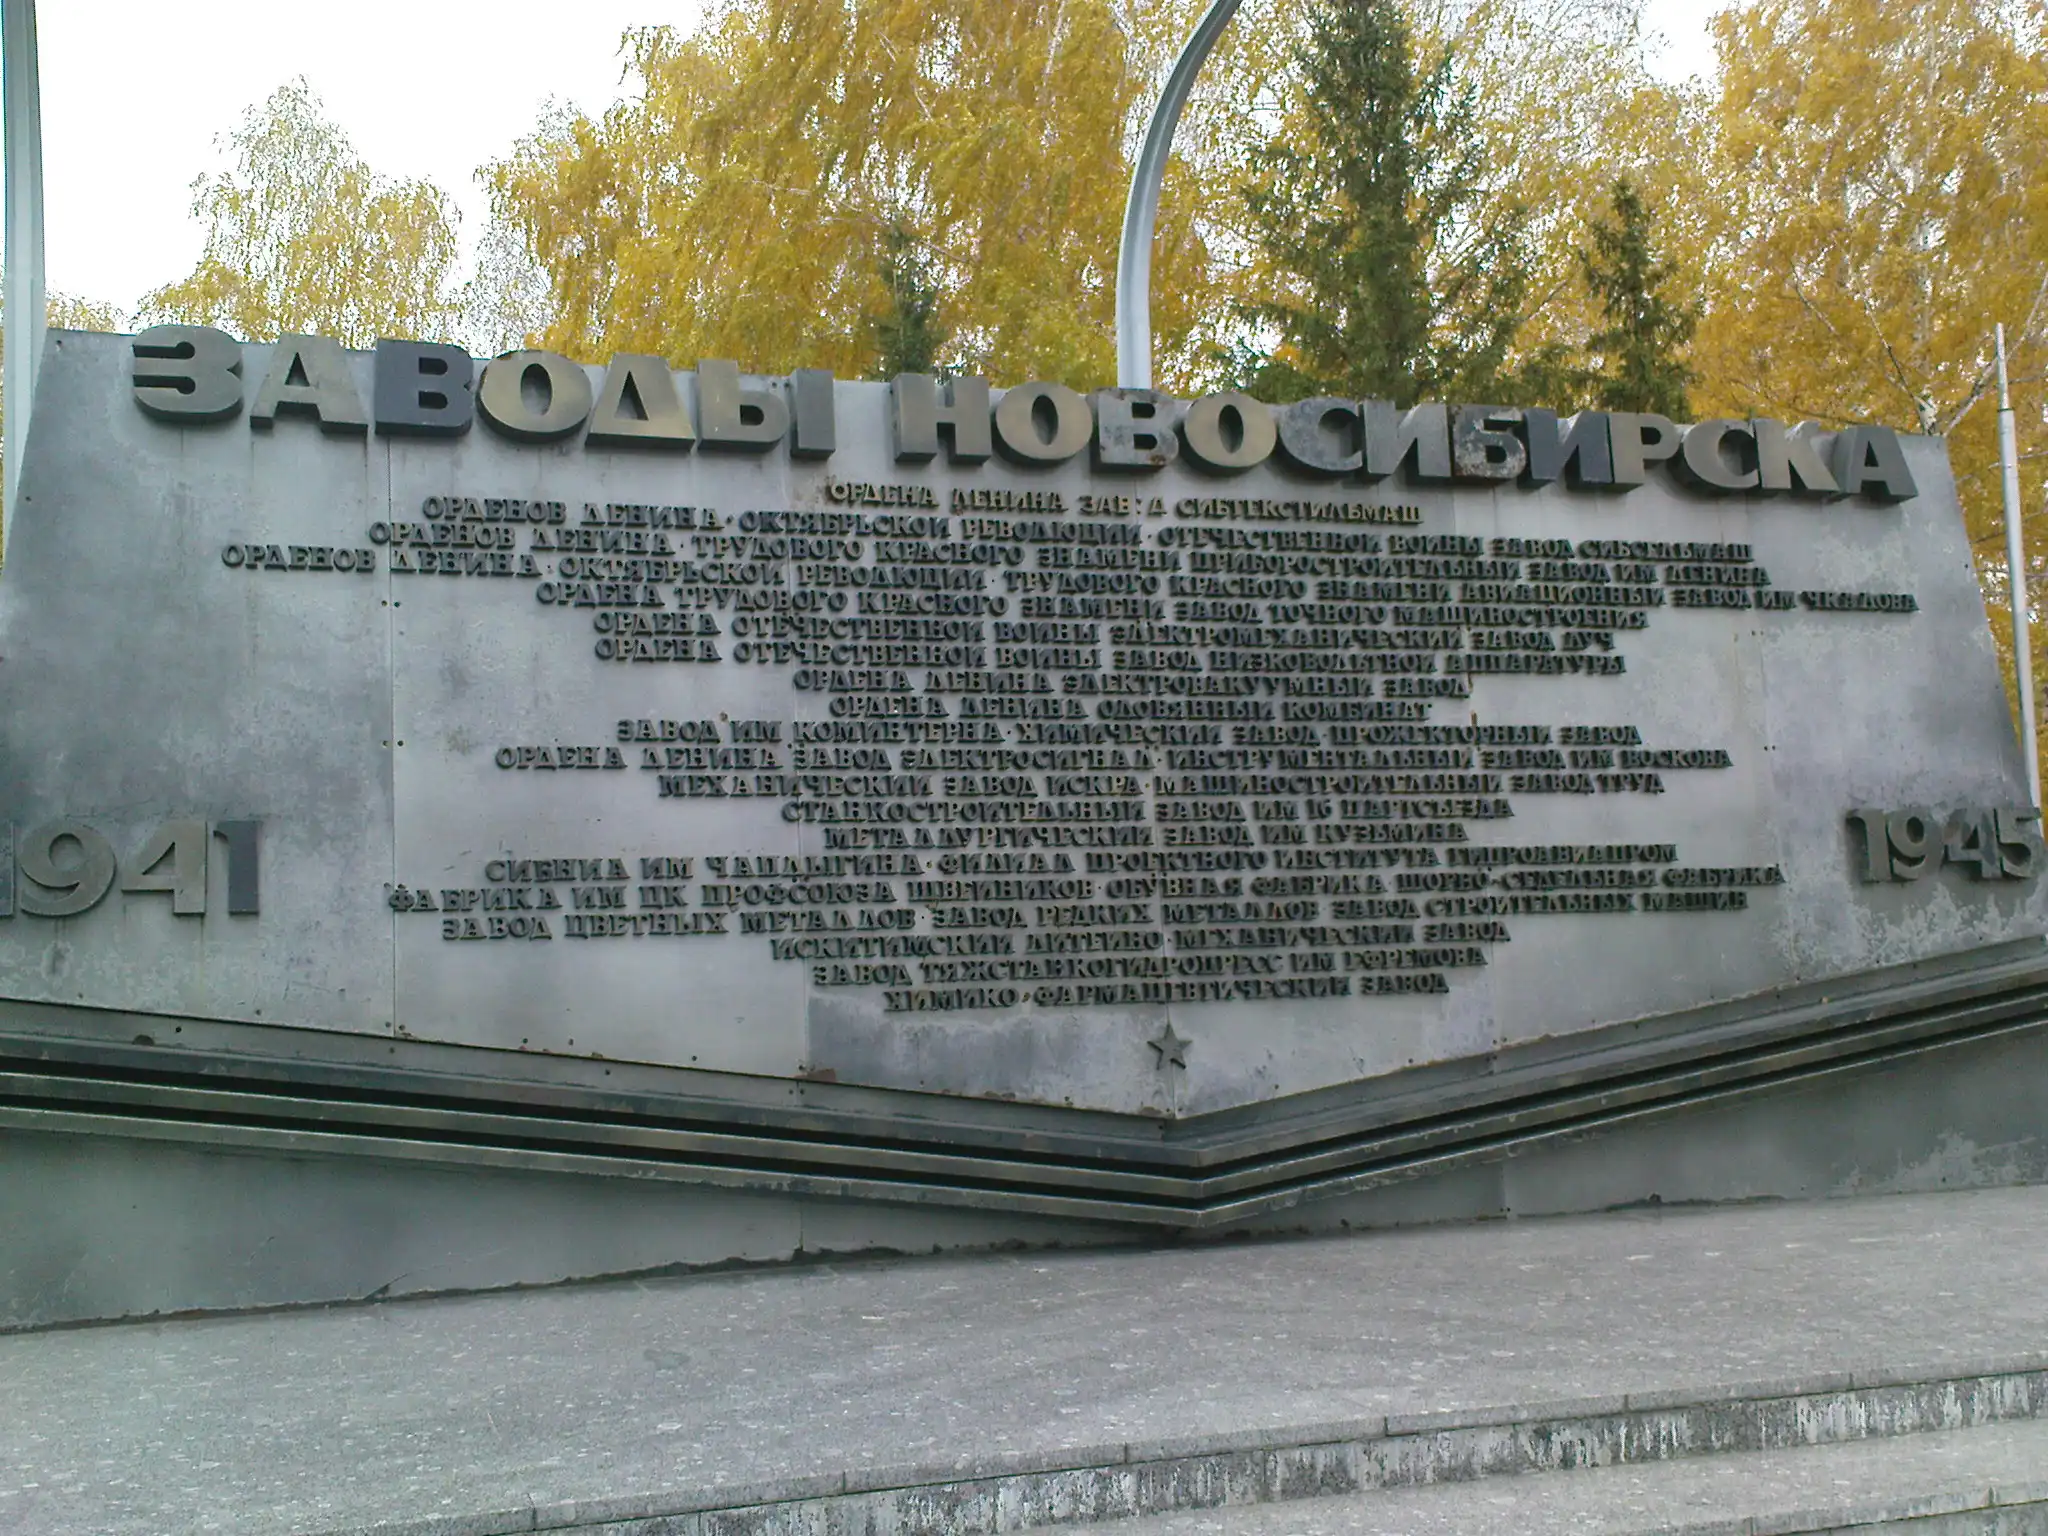 ЗАВОДЫ НОВОСИБИРСКА
ОРДЕНА ЛЕНИНА ЗАВ Д СИБТЕКСТИЛЬМАШ
ОРДЕНОВ ЛЕНИНА·ОКТЯБРЬСКОЙ РЕВОЛЮЦИИ·ОТЕЧЕСТВЕННОЙ ВОЙНЫ ЗАВОД СИБСЕЛЬМАШ
ОРДЕНОВ ЛЕНИНА·ТРУДОВОГО КРАСНОГО ЗНАМЕНИ ПРИБОРОСТРОИТЕЛЬНЫЙ ЗАВОД ИМ ЛЕНИНА
ОРДЕНОВ ЛЕНИНА·ОКТЯБРЬСКОЙ РЕВОЛЮЦИИ·ТРУДОВОГО КРАСНОГО ЗНАМЕНИ АВИАЦИОННЫЙ ЗАВОД ИМ ЧКАЛОВА
ОРДЕНА ТРУДОВОГО КРАСНОГО ЗНАМЕНИ ЗАВОД ТОЧНОГО МАШИНОСТРОЕНИЯ
ОРДЕНА ОТЕЧЕСТВЕННОЙ ВОЙНЫ ЭЛЕКТРОМЕХАНИЧЕСКИЙ ЗАВОД ЛУЧ
ОРДЕНА ОТЕЧЕСТВЕННОЙ ВОЙНЫ ЗАВОД НИЗКОВОЛЬТНОЙ АППАРАТУРЫ
ОРДЕНА ЛЕНИНА ЭЛЕКТРОВАКУУМНЫЙ ЗАВОД
ОРДЕНА ЛЕНИНА ОЛОВЯННЫЙ КОМБИНАТ
ЗАВОД ИМ КОМИНТЕРНА·ХИМИЧЕСКИЙ ЗАВОД·ПРОЖЕКТОРНЫЙ ЗАВОД
ОРДЕНА ЛЕНИНА ЗАВОД ЭЛЕКТРОСИГНАЛ·ИНСТРУМЕНТАЛЬНЫЙ ЗАВОД ИМ ВОСКОВА
МЕХАНИЧЕСКИЙ ЗАВОД ИСКРА·МАШИНОСТРОИТЕЛЬНЫЙ ЗАВОД ТРУД
СТАНКОСТРОИТЕЛЬНЫЙ ЗАВОД ИМ 16 ПАРТСЪЕЗДА
МЕТАЛЛУРГИЧЕСКИЙ ЗАВОД ИМ КУЗЬМИНА
СИБНИА ИМ ЧАПЛЫГИНА·ФИЛИАЛ ПРОЕКТНОГО ИНСТИТУТА ГИПРОАВИАПРОМ
ФАБРИКА ИМ ЦК ПРОФСОЮЗА ШВЕЙНИКОВ·ОБУВНАЯ ФАБРИКА·ШОРНО-СЕДЕЛЬНАЯ ФАБРИКА
ЗАВОД ЦВЕТНЫХ МЕТАЛЛОВ·ЗАВОД РЕДКИХ МЕТАЛЛОВ·ЗАВОД СТРОИТЕЛЬНЫХ МАШИН
ИСКИТИМСКИЙ ЛИТЕЙНО-МЕХАНИЧЕСКИЙ ЗАВОД
ЗАВОД ТЯЖСТАНКОГИДРОПРЕСС ИМ ЕФРЕМОВА
ХИМИКО-ФАРМАЦЕВТИЧЕСКИЙ ЗАВОД
1941
1945